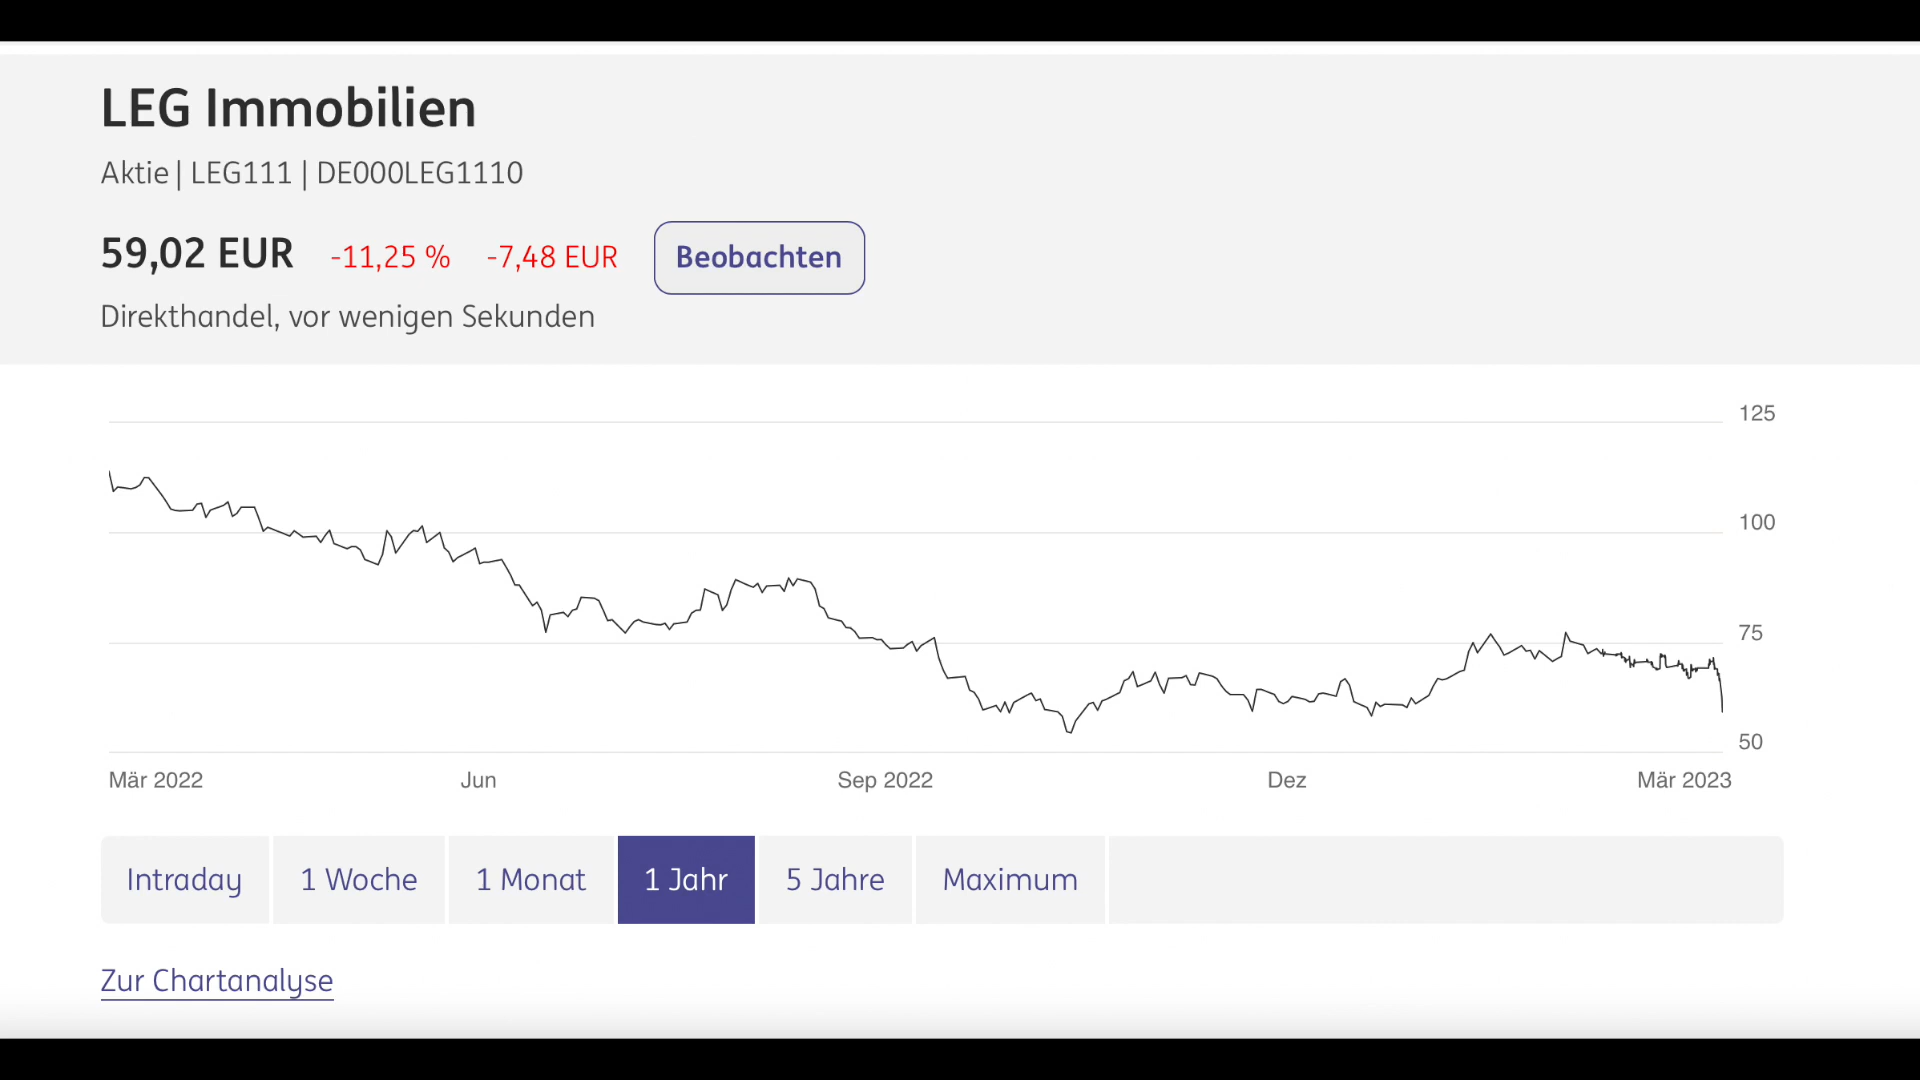 LEG Immobilien
Aktie | LEG111 | DE000LEG1110
59,02 EUR -11,25 % -7,48 EUR Beobachten
Direkthandel, vor wenigen Sekunden
125
100
75
50
Mär 2022 Jun Sep 2022 Dez Mär 2023
Intraday 1 Woche 1 Monat 1 Jahr 5 Jahre Maximum
Zur Chartanalyse